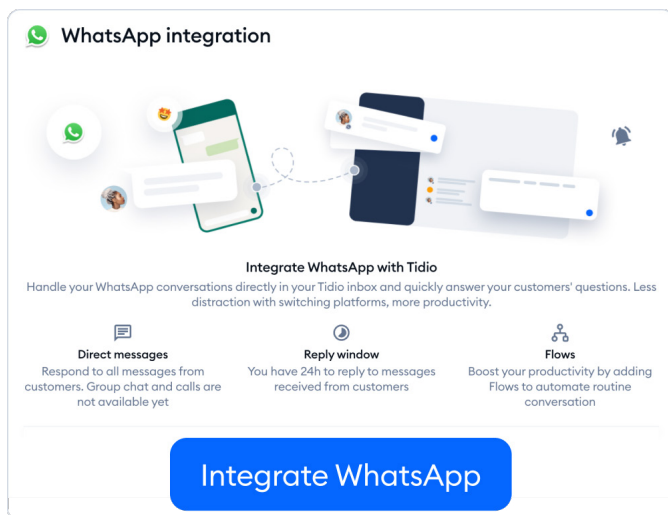 WhatsApp integration
Integrate WhatsApp with Tidio
Handle your WhatsApp conversations directly in your Tidio inbox and quickly answer your customers' questions. Less
distraction with switching platforms, more productivity.
Direct messages
Respond to all messages from
customers. Group chat and calls are
not available yet
Reply window
You have 24h to reply to messages
received from customers
Flows
Boost your productivity by adding
Flows to automate routine
conversation
Integrate WhatsApp